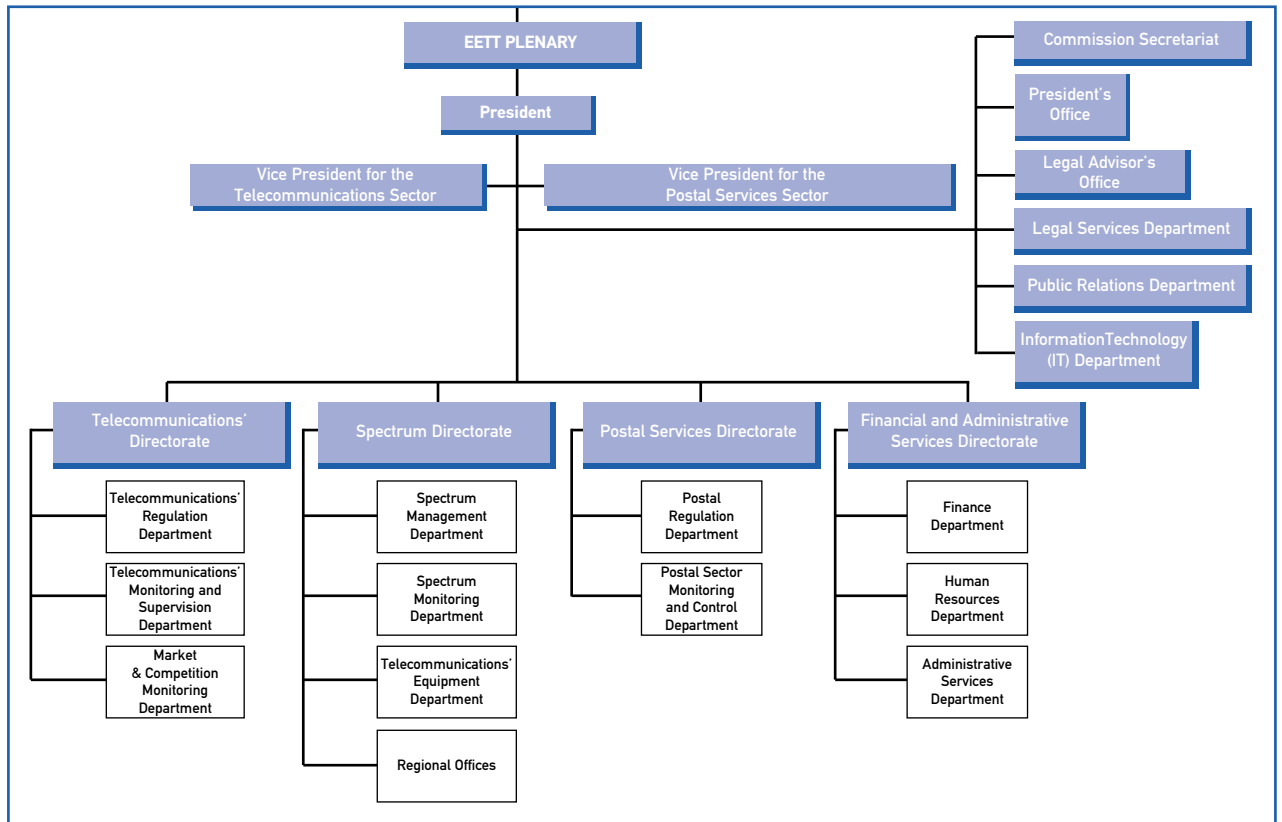 EETT PLENARY
President
Vice President for the
Telecommunications Sector
Vice President for the
Postal Services Sector
Commission Secretariat
President's
Office
Legal Advisor's
Office
Legal Services Department
Public Relations Department
InformationTechnology
(IT) Department
Telecommunications'
Directorate
Telecommunications'
Regulation
Department
Telecommunications'
Monitoring and
Supervision
Department
Market
& Competition
Monitoring
Department
Spectrum Directorate
Spectrum
Management
Department
Spectrum
Monitoring
Department
Telecommunications'
Equipment
Department
Regional Offices
Postal Services Directorate
Postal
Regulation
Department
Postal Sector
Monitoring
and Control
Department
Financial and Administrative
Services Directorate
Finance
Department
Human
Resources
Department
Administrative
Services
Department